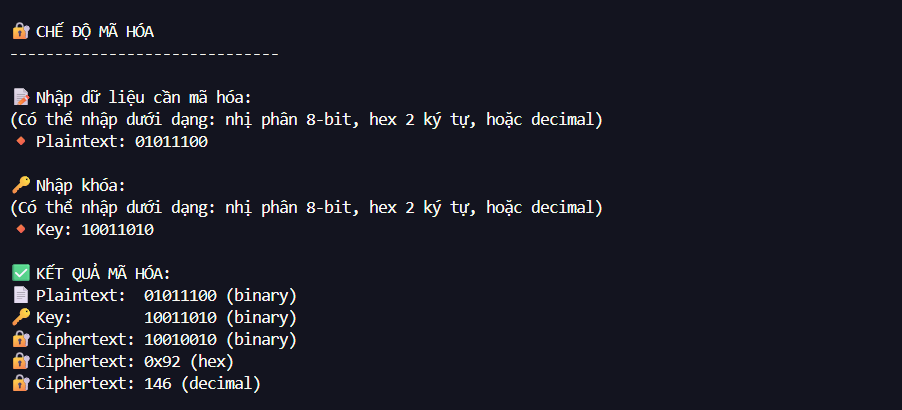 🔐 CHẾ ĐỘ MÃ HÓA
------------------------------
📝 Nhập dữ liệu cần mã hóa:
(Có thể nhập dưới dạng: nhị phân 8-bit, hex 2 ký tự, hoặc decimal)
🔸 Plaintext: 01011100
🔑 Nhập khóa:
(Có thể nhập dưới dạng: nhị phân 8-bit, hex 2 ký tự, hoặc decimal)
🔸 Key: 10011010
✅ KẾT QUẢ MÃ HÓA:
📄 Plaintext:  01011100 (binary)
🔑 Key:        10011010 (binary)
🔐 Ciphertext: 10010010 (binary)
🔐 Ciphertext: 0x92 (hex)
🔐 Ciphertext: 146 (decimal)